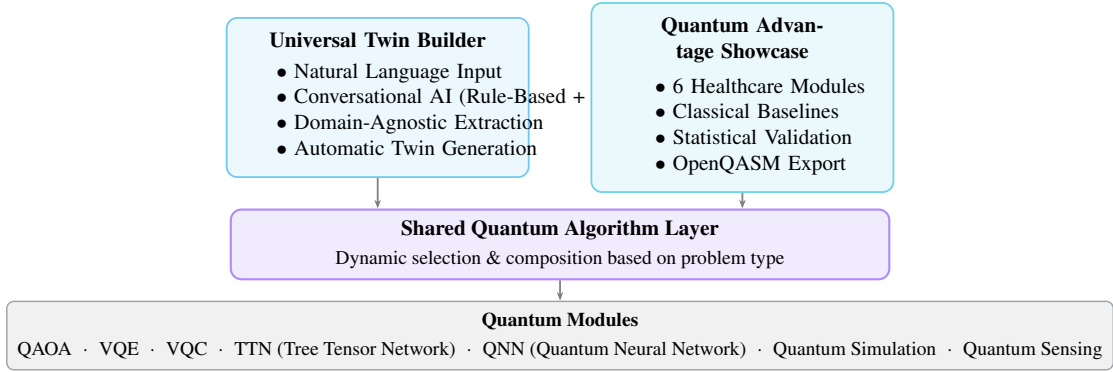 Universal Twin Builder
● Natural Language Input
● Conversational AI (Rule-Based +
● Domain-Agnostic Extraction
● Automatic Twin Generation
Quantum Advan-
tage Showcase
● 6 Healthcare Modules
● Classical Baselines
● Statistical Validation
● OpenQASM Export
Shared Quantum Algorithm Layer
Dynamic selection & composition based on problem type
Quantum Modules
QAOA · VQE · VQC · TTN (Tree Tensor Network) · QNN (Quantum Neural Network) · Quantum Simulation · Quantum Sensing